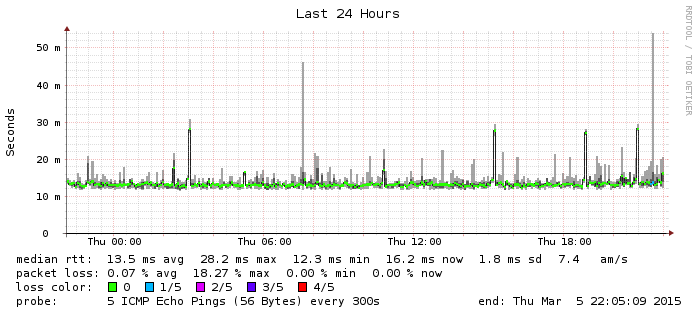 Last 24 Hours
RRDTOOL / TOBI OETIKER
Seconds
50 m
40 m
30 m
20 m
10 m
0
Thu 00:00 Thu 06:00 Thu 12:00 Thu 18:00
median rtt: 13.5 ms avg 28.2 ms max 12.3 ms min 16.2 ms now 1.8 ms sd 7.4 am/s
packet loss: 0.07 % avg 18.27 % max 0.00 % min 0.00 % now
loss color: 0 1/5 2/5 3/5 4/5
probe: 5 ICMP Echo Pings (56 Bytes) every 300s end: Thu Mar 5 22:05:09 2015